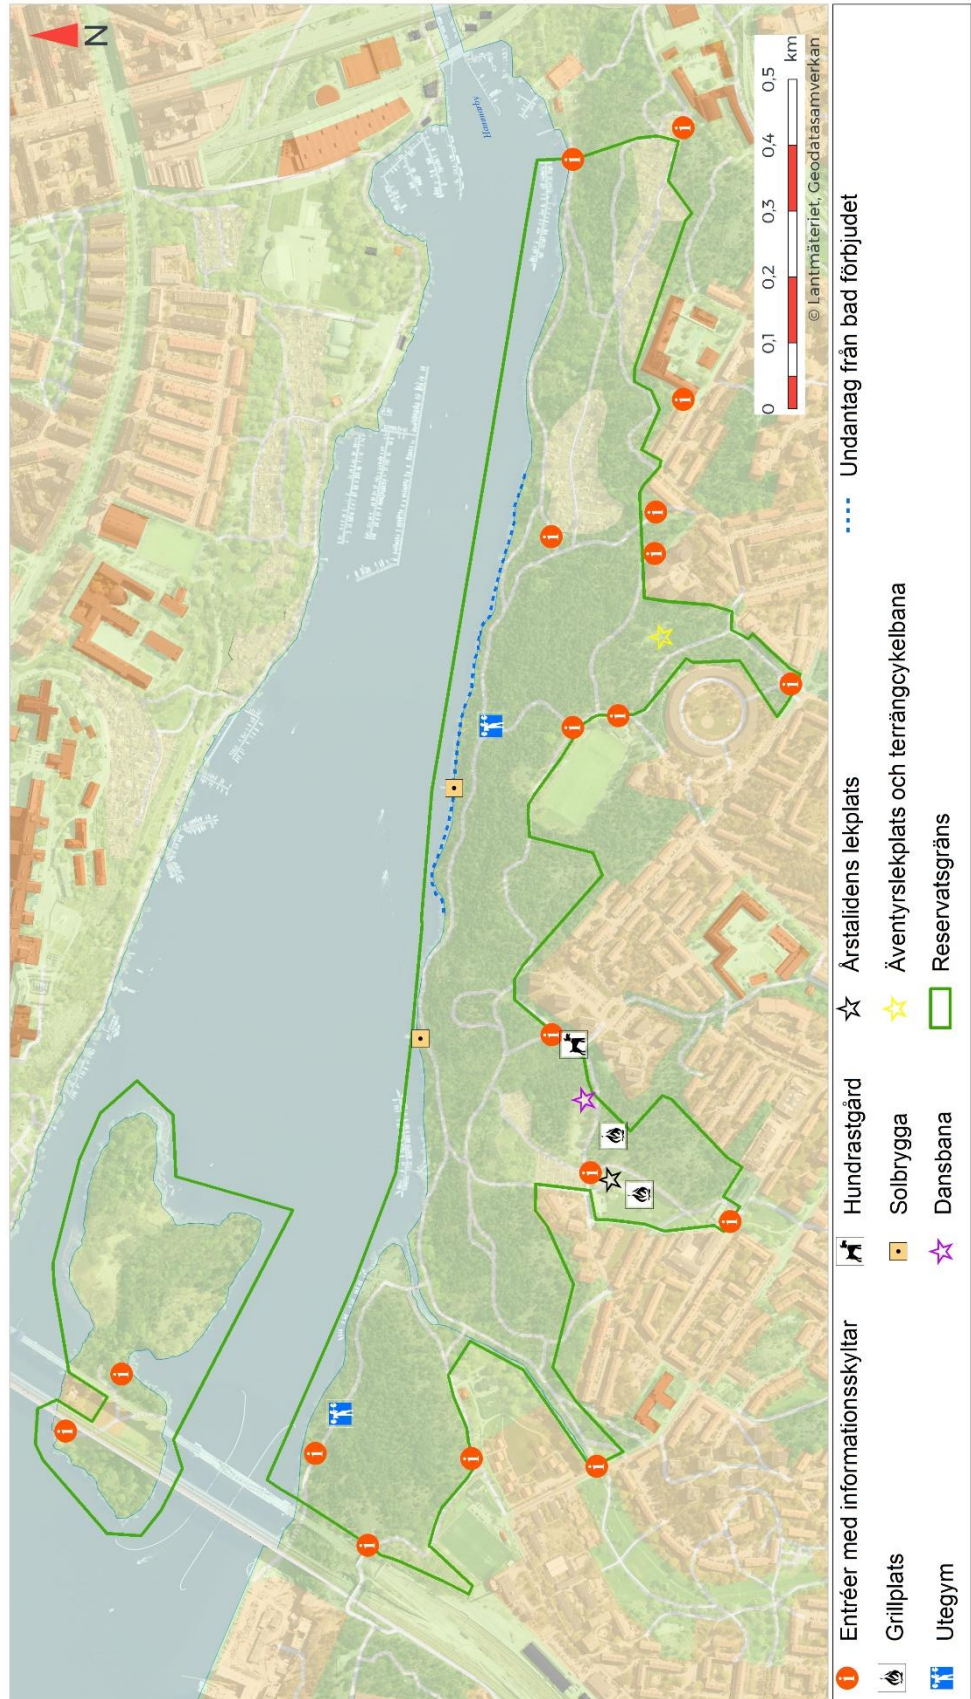 N
Hammarby
0 0,1 0,2 0,3 0,4 0,5 km
© Lantmäteriet, Geodatasamverkan
Entréer med informationsskyltar
Grillplats
Utegym
Hundrastgård
Solbrygga
Dansbana
Årstalidens lekplats
Äventyrslekplats och terrängcykelbana
Reservatsgräns
Undantag från bad förbjudet